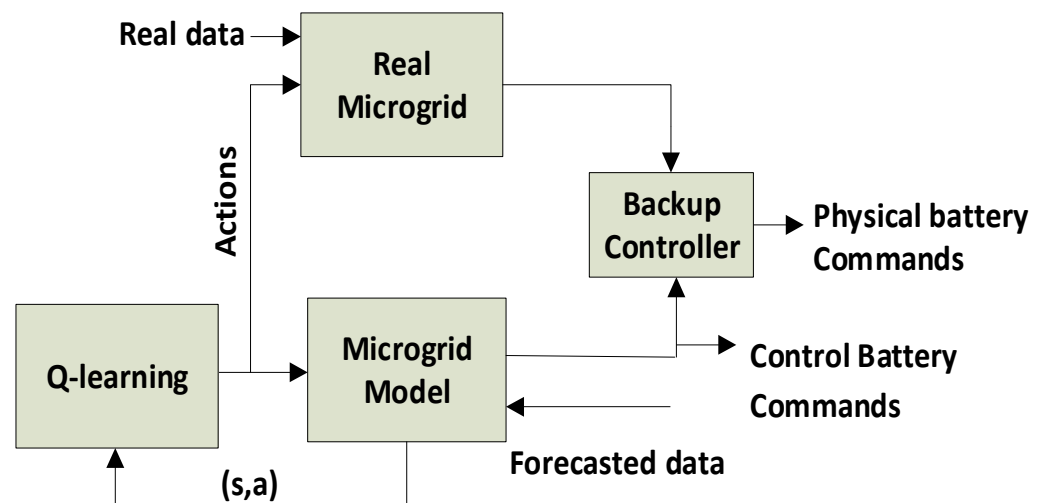 Real data
Real
Microgrid
Actions
Backup
Controller
Physical battery
Commands
Q-learning
Microgrid
Model
Control Battery
Commands
Forecasted data
(s,a)